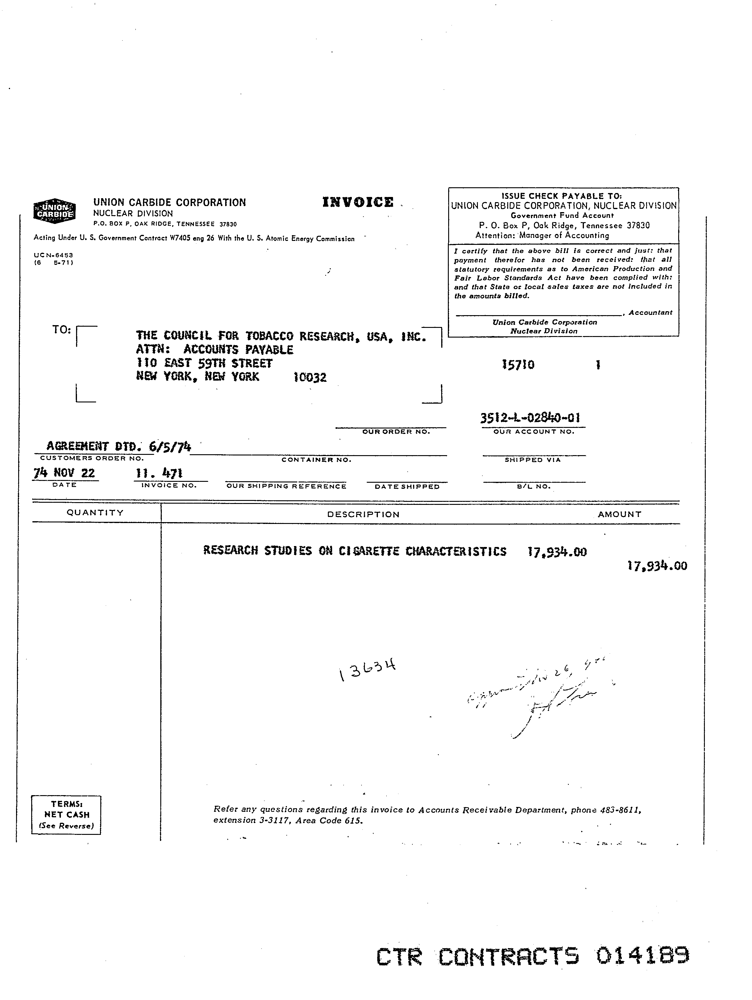 UNION CARBIDE
UNION CARBIDE CORPORATION
NUCLEAR DIVISION
P.O. BOX P, OAK RIDGE, TENNESSEE 37830
INVOICE
Acting Under U. S. Government Contract W7405 eng 26 With the U. S. Atomic Energy Commission
UCN-6453
(6 5-71)
ISSUE CHECK PAYABLE TO:
UNION CARBIDE CORPORATION, NUCLEAR DIVISION
Government Fund Account
P. O. Box P, Oak Ridge, Tennessee 37830
Attention: Manager of Accounting
I certify that the above bill is correct and just: that
payment therefor has not been received: that all
statutory requirements as to American Production and
Fair Labor Standards Act have been complied with:
and that State or local sales taxes are not included in
the amounts billed.
, Accountant
Union Carbide Corporation
Nuclear Division
TO:
THE COUNCIL FOR TOBACCO RESEARCH, USA, INC.
ATTN: ACCOUNTS PAYABLE
110 EAST 59TH STREET
NEW YORK, NEW YORK 10032
15710 1
3512-L-02840-01
OUR ORDER NO. OUR ACCOUNT NO.
AGREEMENT DTD. 6/5/74
CUSTOMERS ORDER NO. CONTAINER NO. SHIPPED VIA
74 NOV 22 11. 471
DATE INVOICE NO. OUR SHIPPING REFERENCE DATE SHIPPED B/L NO.
QUANTITY DESCRIPTION AMOUNT
RESEARCH STUDIES ON CIGARETTE CHARACTERISTICS 17,934.00
17,934.00
13634
TERMS:
NET CASH
(See Reverse)
Refer any questions regarding this invoice to Accounts Receivable Department, phone 483-8611,
extension 3-3117, Area Code 615.
CTR CONTRACTS 014189